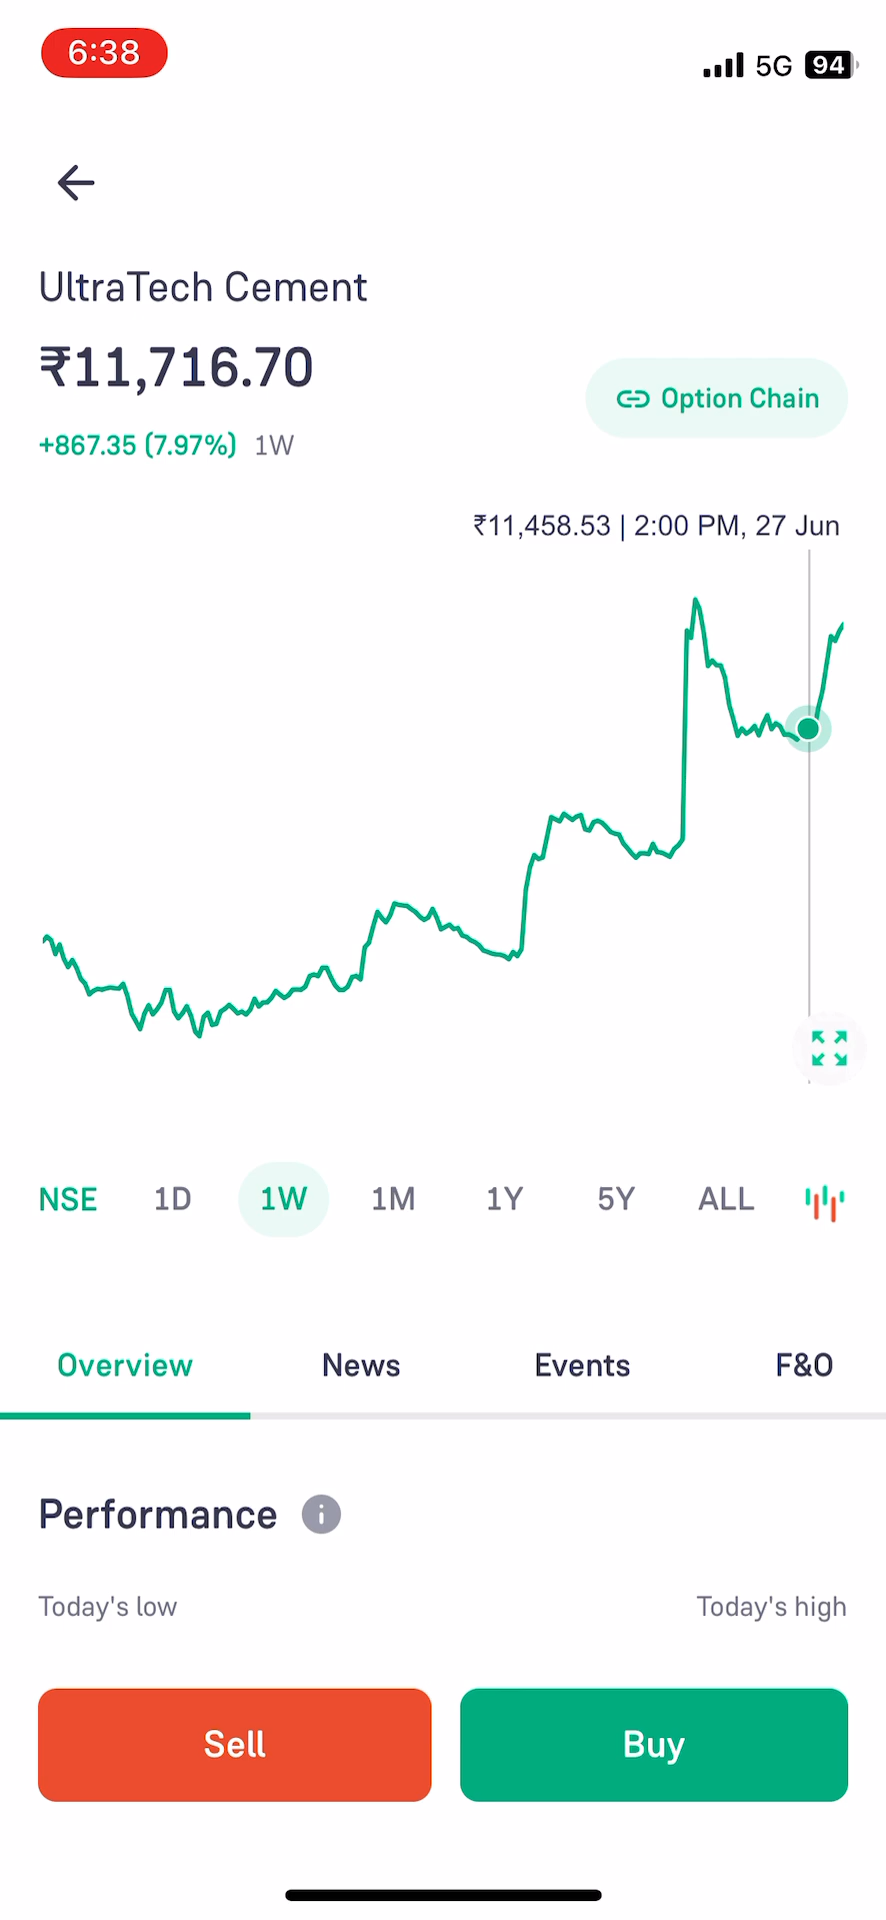 6:38
5G 94
UltraTech Cement
₹11,716.70
Option Chain
+867.35 (7.97%) 1W
₹11,458.53 | 2:00 PM, 27 Jun
NSE 1D 1W 1M 1Y 5Y ALL
Overview News Events F&O
Performance i
Today's low Today's high
Sell Buy